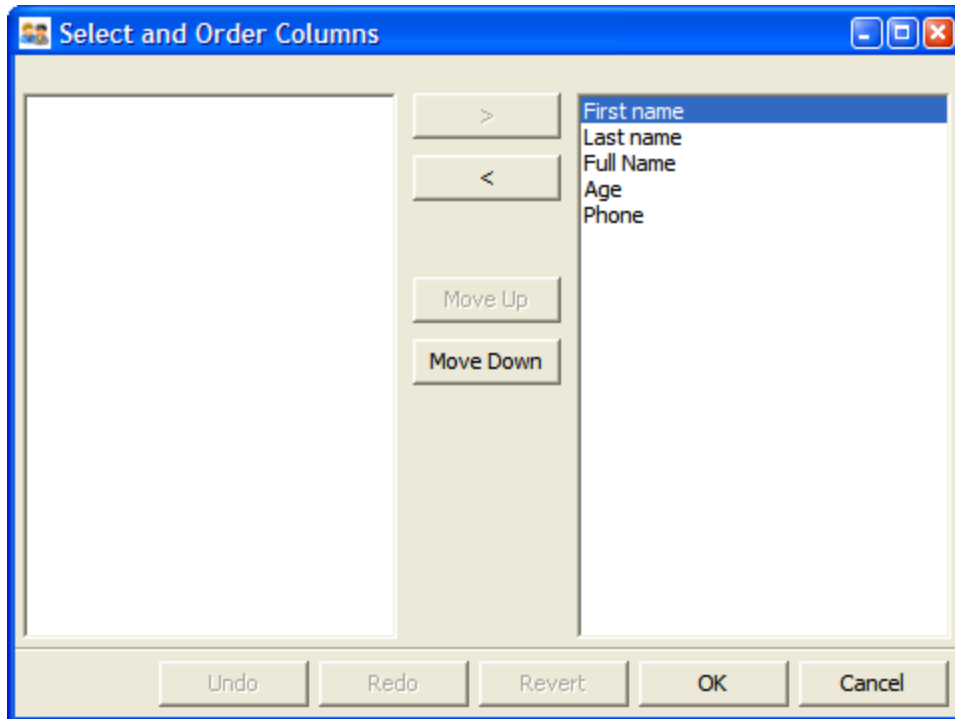 Select and Order Columns
>
<
Move Up
Move Down
First name
Last name
Full Name
Age
Phone
Undo
Redo
Revert
OK
Cancel